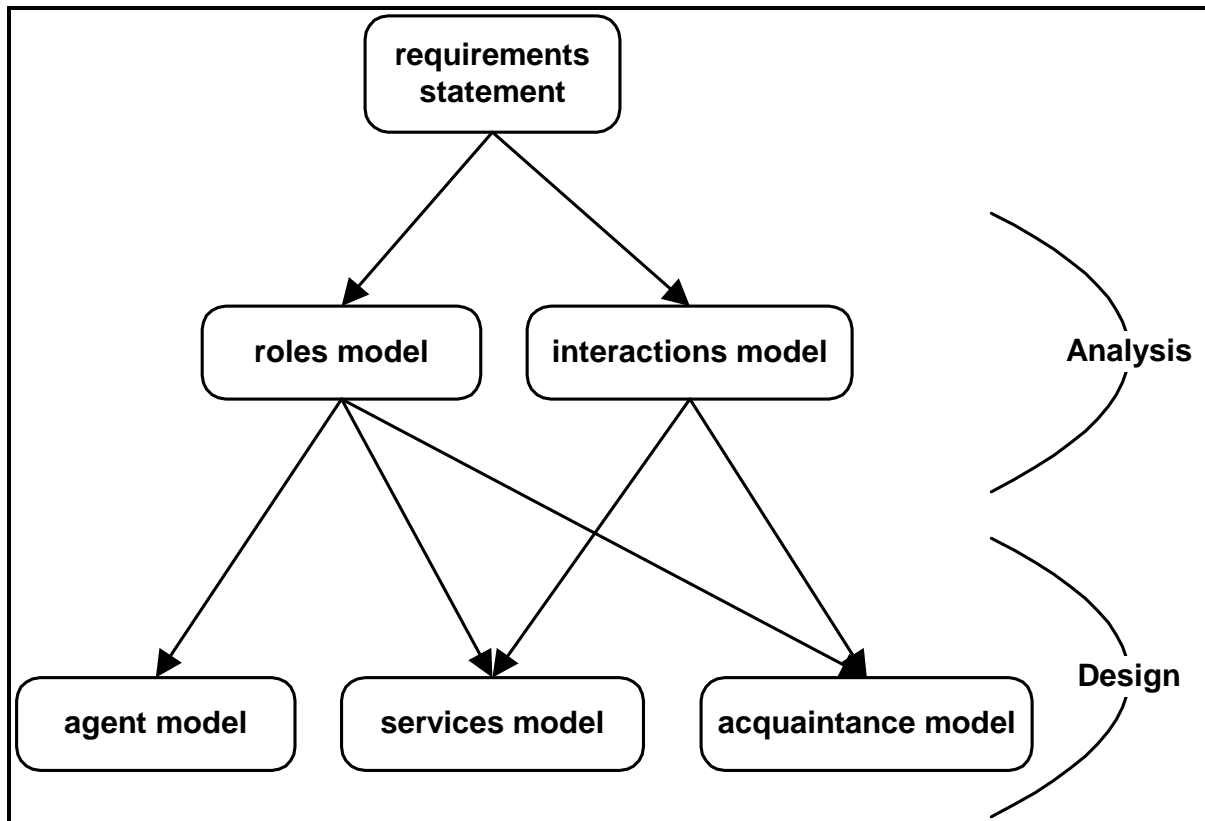 requirements
statement
roles model
interactions model
Analysis
agent model
services model
acquaintance model
Design